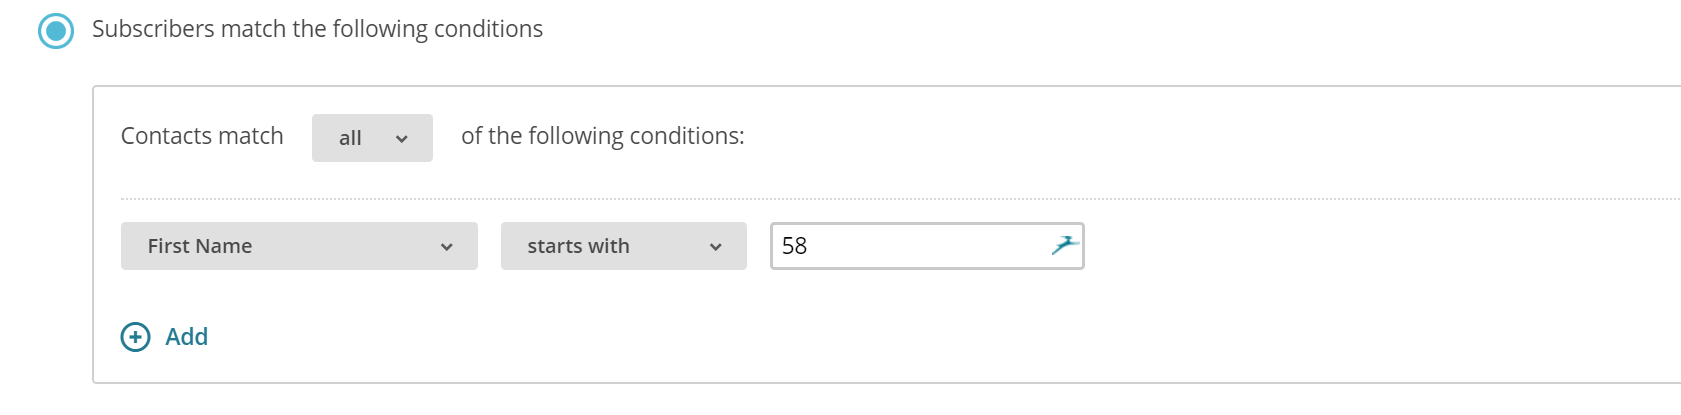 Subscribers match the following conditions
Contacts match all of the following conditions:
First Name starts with 58
Add